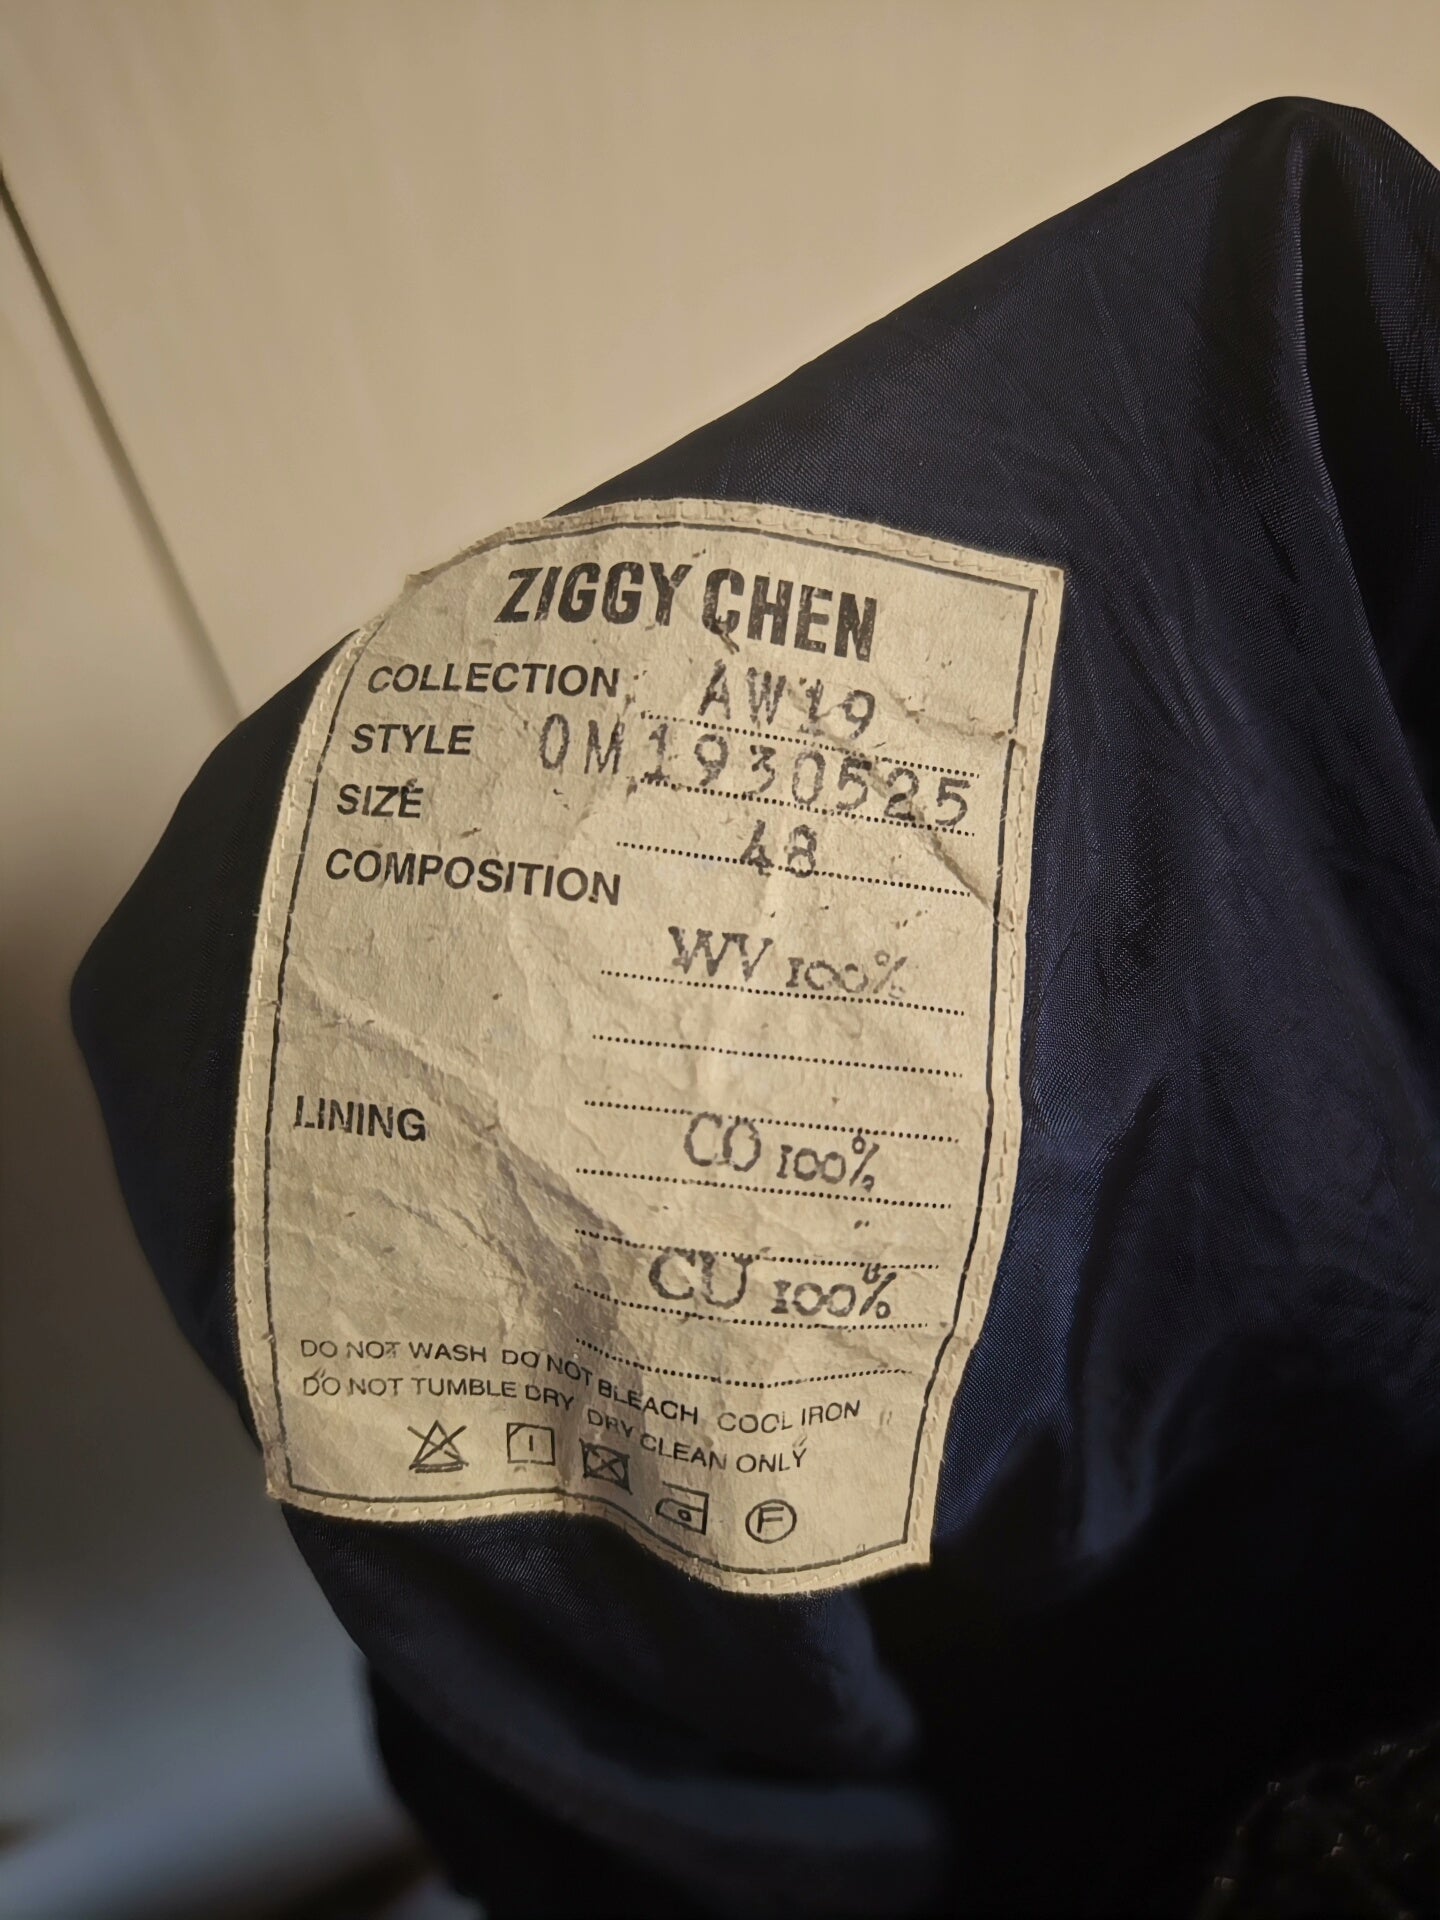 ZIGGY CHEN
COLLECTION: AW19
STYLE 0M1930525
SIZE 48
COMPOSITION
WV 100%
LINING CO 100%
CU 100%
DO NOT WASH DO NOT BLEACH COOL IRON
DO NOT TUMBLE DRY DRY CLEAN ONLY
F